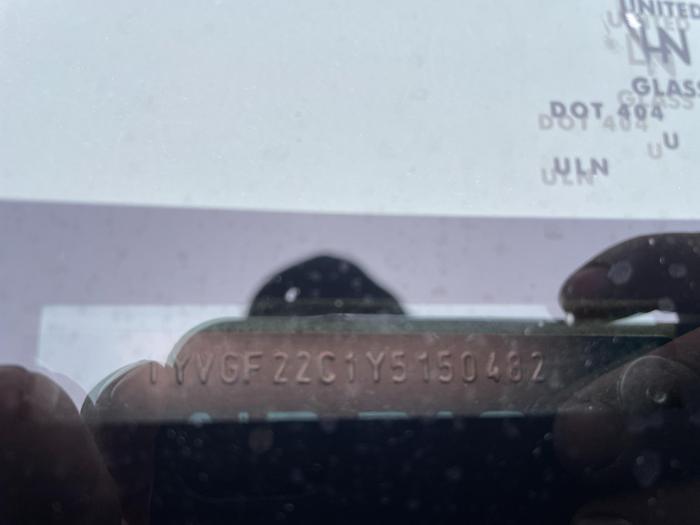 UNITED
GLASS
DOT 404
U
ULN
1YVGF22C1Y5150482